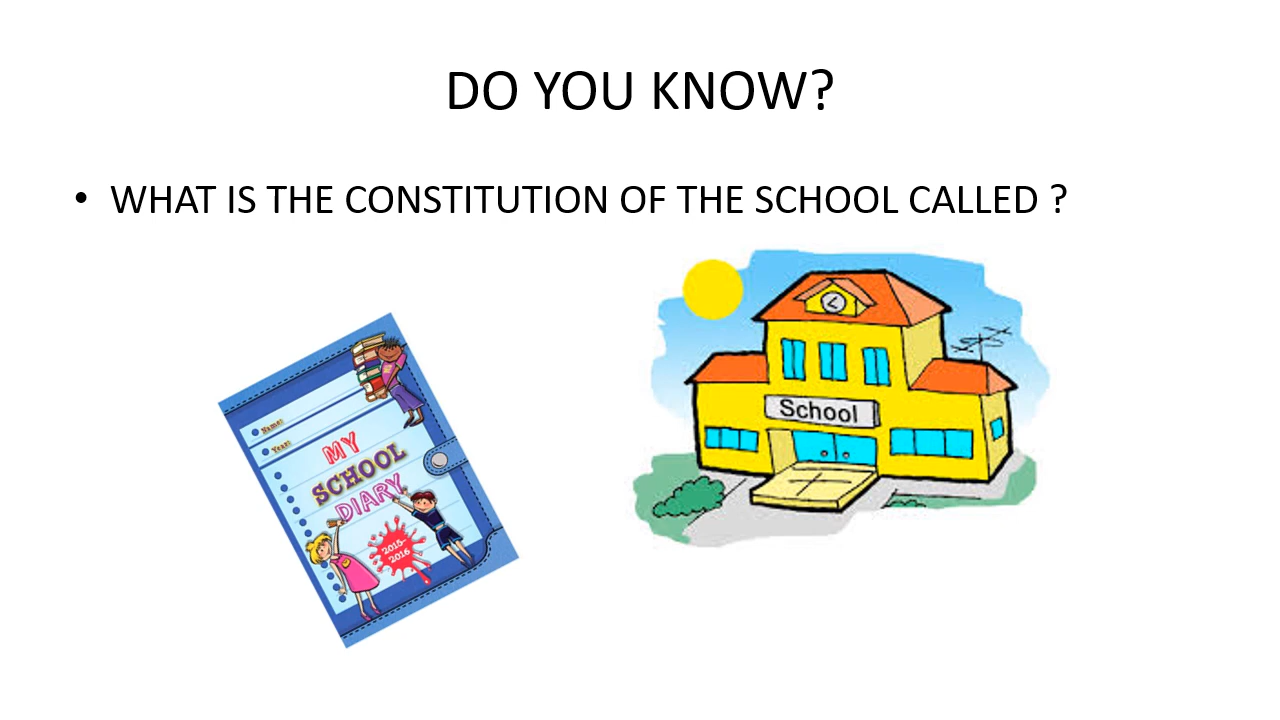 DO YOU KNOW?
• WHAT IS THE CONSTITUTION OF THE SCHOOL CALLED ?
School
Name:
Year:
MY
SCHOOL
DIARY
2015-
2016